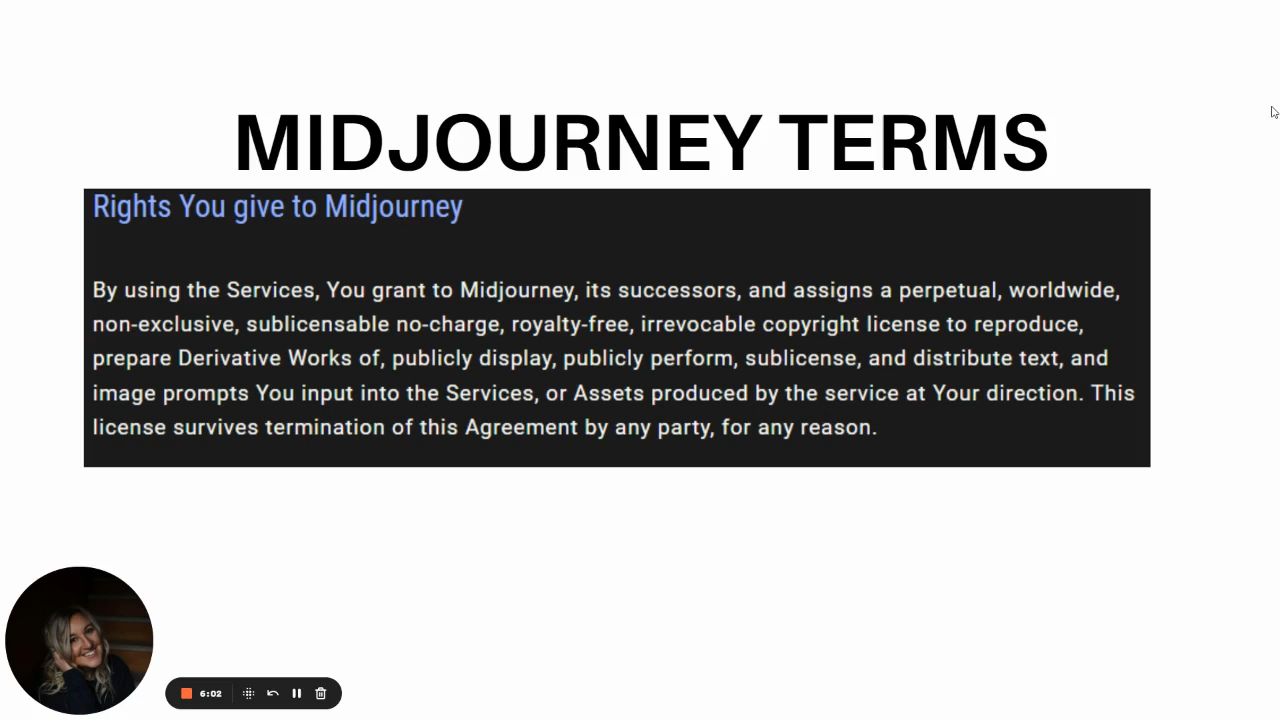 MIDJOURNEY TERMS
Rights You give to Midjourney
By using the Services, You grant to Midjourney, its successors, and assigns a perpetual, worldwide,
non-exclusive, sublicensable no-charge, royalty-free, irrevocable copyright license to reproduce,
prepare Derivative Works of, publicly display, publicly perform, sublicense, and distribute text, and
image prompts You input into the Services, or Assets produced by the service at Your direction. This
license survives termination of this Agreement by any party, for any reason.
6:02